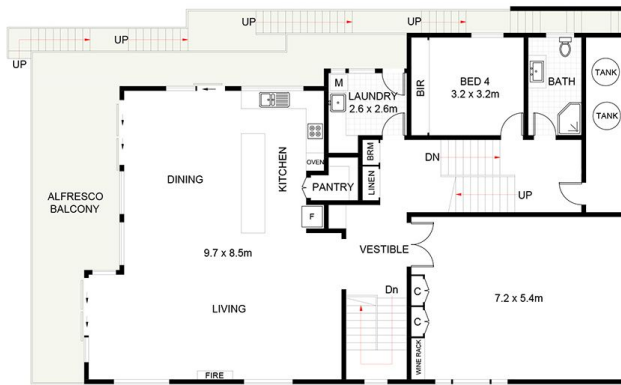 UP
UP
UP
UP
UP
M
LAUNDRY
2.6 x 2.6m
BIR
BED 4
3.2 x 3.2m
BATH
TANK
TANK
DINING
KITCHEN
OVEN
BRM
LINEN
PANTRY
F
DN
UP
ALFRESCO
BALCONY
9.7 x 8.5m
VESTIBLE
LIVING
Dn
C
C
7.2 x 5.4m
WINE RACK
FIRE